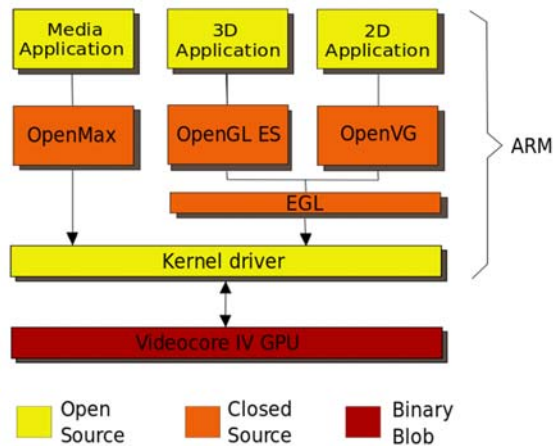 Media
Application
3D
Application
2D
Application
OpenMax
OpenGL ES
OpenVG
ARM
EGL
Kernel driver
Videocore IV GPU
Open
Source
Closed
Source
Binary
Blob